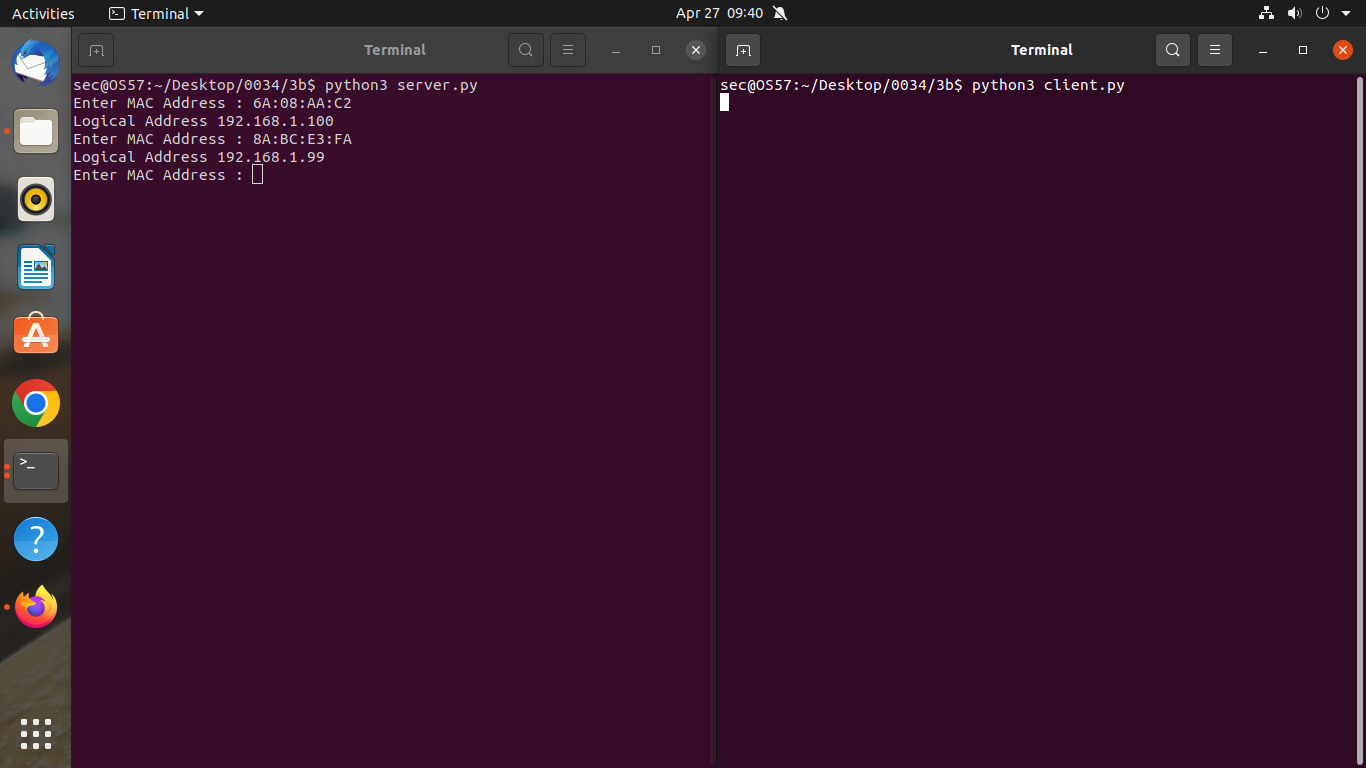 Activities
Terminal
Apr 27 09:40
Terminal
sec@OS57:~/Desktop/0034/3b$ python3 server.py
Enter MAC Address : 6A:08:AA:C2
Logical Address 192.168.1.100
Enter MAC Address : 8A:BC:E3:FA
Logical Address 192.168.1.99
Enter MAC Address :
Terminal
sec@OS57:~/Desktop/0034/3b$ python3 client.py